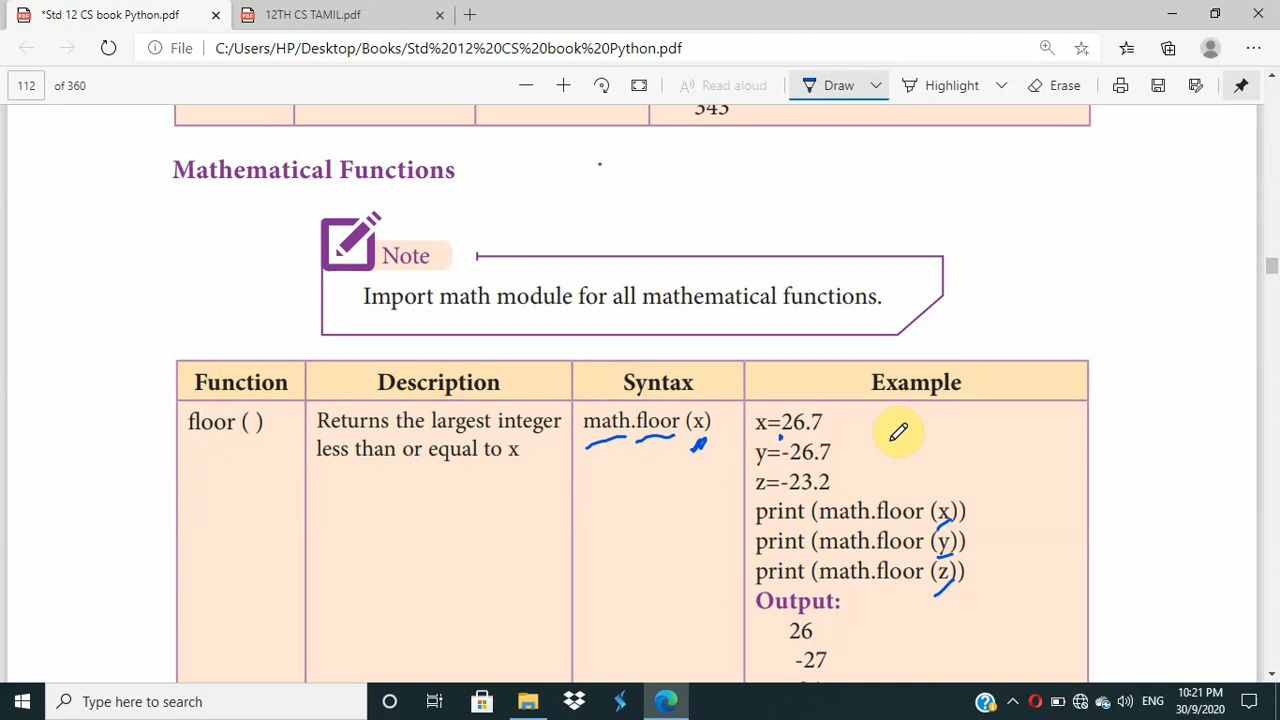 *Std 12 CS book Python.pdf
12TH CS TAMIL.pdf
File
C:/Users/HP/Desktop/Books/Std%2012%20CS%20book%20Python.pdf
112 of 360
Read aloud
Draw
Highlight
Erase
343
Mathematical Functions
Note
Import math module for all mathematical functions.
Function Description Syntax Example
floor ( )
Returns the largest integer
less than or equal to x
math.floor (x)
x=26.7
y=-26.7
z=-23.2
print (math.floor (x))
print (math.floor (y))
print (math.floor (z))
Output:
26
-27
Type here to search
ENG
10:21 PM
30/9/2020